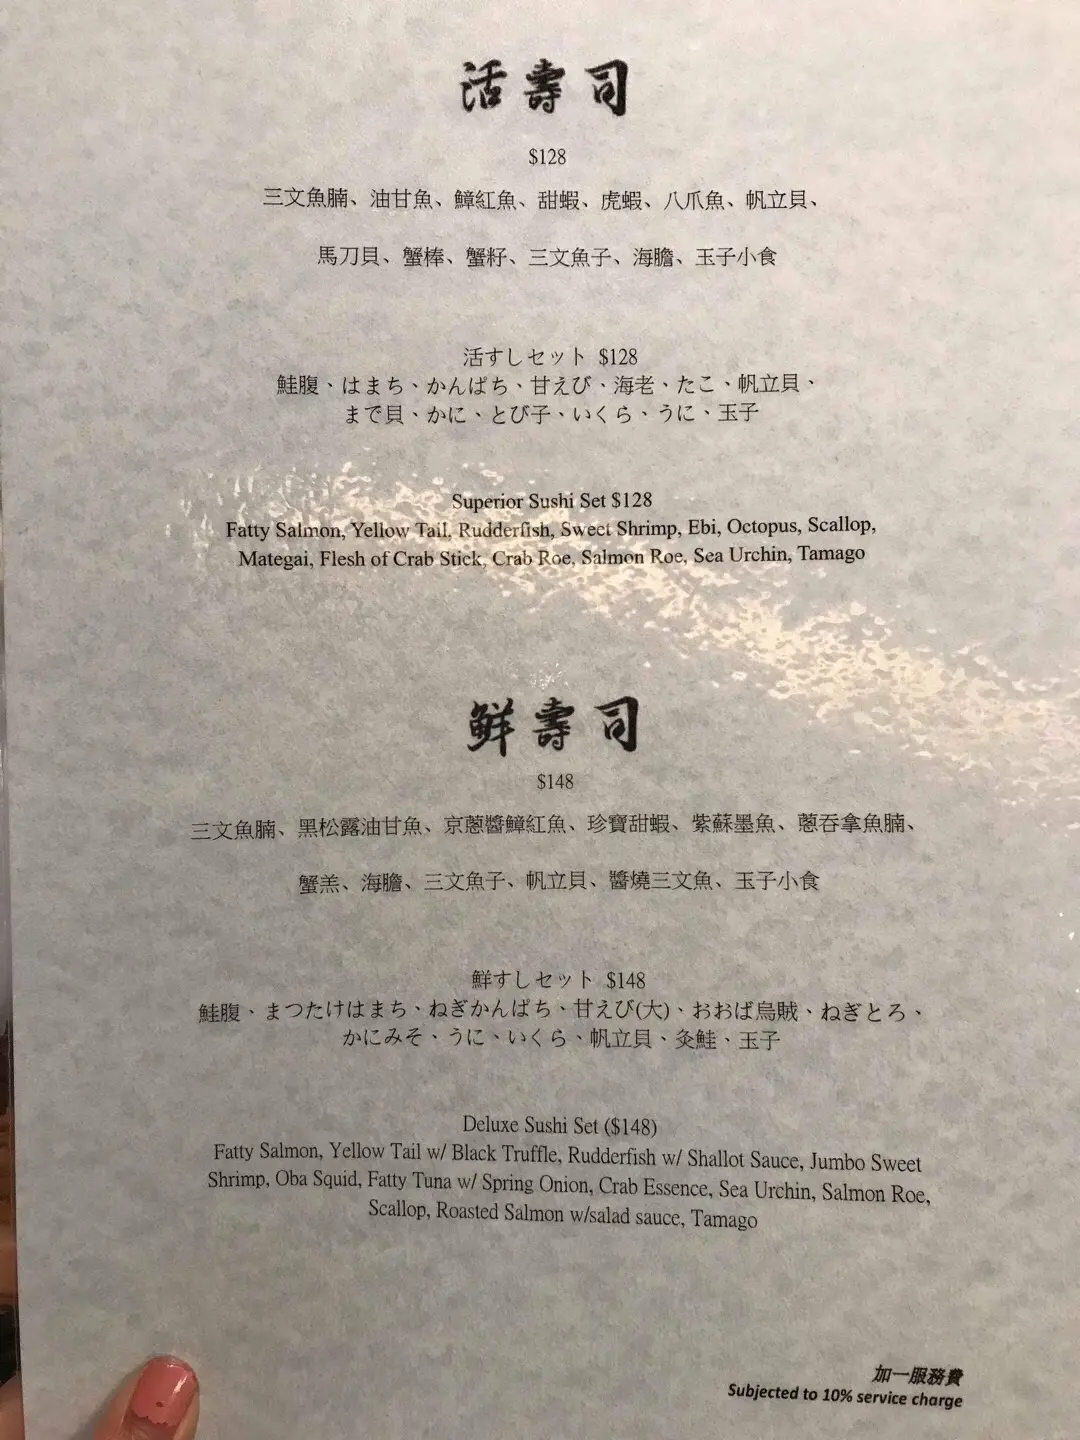 活壽司
$128
三文魚腩、油甘魚、鱆紅魚、甜蝦、虎蝦、八爪魚、帆立貝、
馬刀貝、蟹棒、蟹籽、三文魚子、海膽、玉子小食
活すしセット $128
鮭腹、はまち、かんぱち、甘えび、海老、たこ、帆立貝、
まで貝、かに、とび子、いくら、うに、玉子
Superior Sushi Set $128
Fatty Salmon, Yellow Tail, Rudderfish, Sweet Shrimp, Ebi, Octopus, Scallop,
Mategai, Flesh of Crab Stick, Crab Roe, Salmon Roe, Sea Urchin, Tamago
鮮壽司
$148
三文魚腩、黑松露油甘魚、京蔥醬鱆紅魚、珍寶甜蝦、紫蘇墨魚、蔥吞拿魚腩、
蟹羔、海膽、三文魚子、帆立貝、醬燒三文魚、玉子小食
鮮すしセット $148
鮭腹、まつたけはまち、ねぎかんぱち、甘えび(大)、おおば烏賊、ねぎとろ、
かにみそ、うに、いくら、帆立貝、灸鮭、玉子
Deluxe Sushi Set ($148)
Fatty Salmon, Yellow Tail w/ Black Truffle, Rudderfish w/ Shallot Sauce, Jumbo Sweet
Shrimp, Oba Squid, Fatty Tuna w/ Spring Onion, Crab Essence, Sea Urchin, Salmon Roe,
Scallop, Roasted Salmon w/salad sauce, Tamago
加一服務費
Subjected to 10% service charge